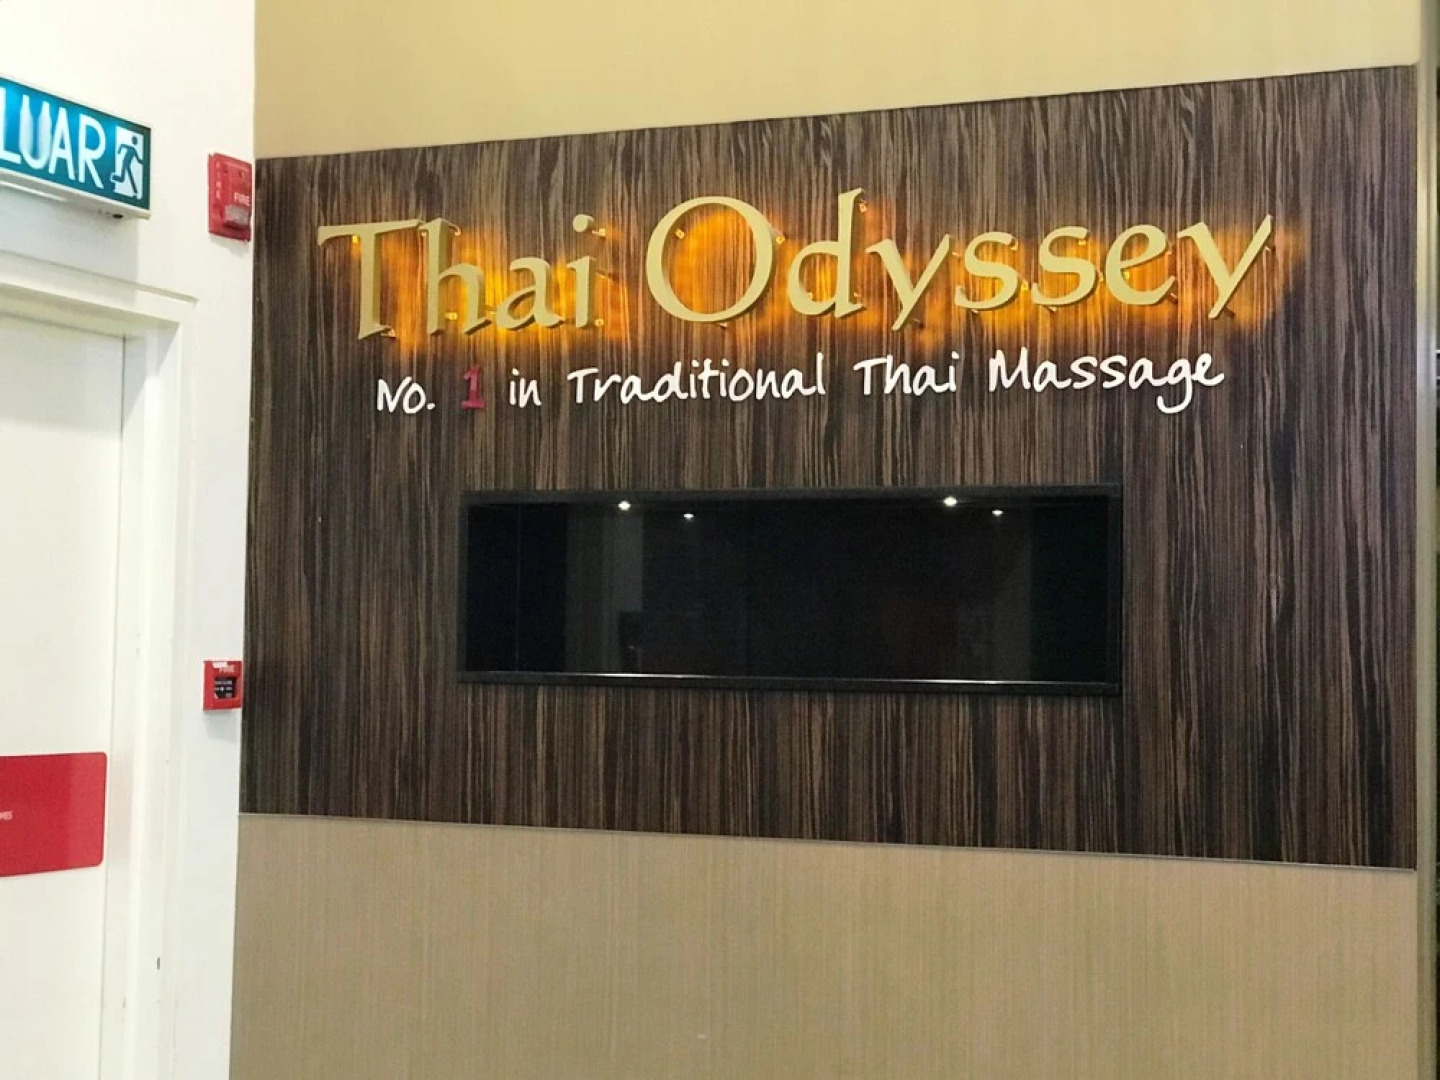 LUAR
FIRE
Thai Odyssey
No. 1 in Traditional Thai Massage
FIRE